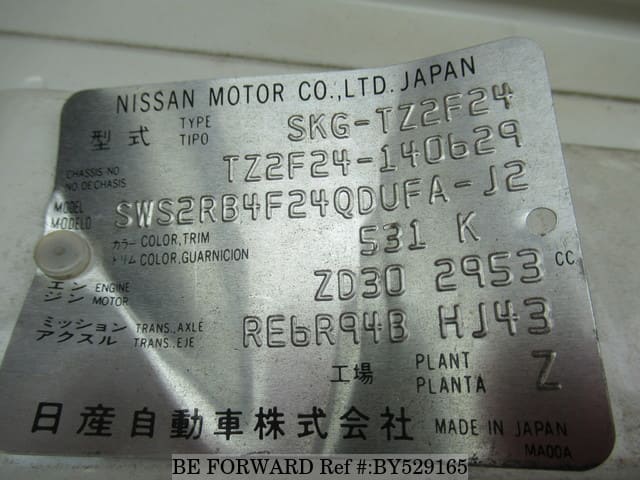 NISSAN MOTOR CO.,LTD. JAPAN
型式 TYPE TIPO SKG-TZ2F24
CHASSIS NO NO DE CHASIS TZ2F24-140629
MODEL MODELO SWS2RB4F24QDUFA-J2
カラー COLOR,TRIM
トリム COLOR,GUARNICION 531 K
エンジン ENGINE MOTOR ZD30 2953 CC
ミッション TRANS.,AXLE
アクスル TRANS.,EJE RE6R94B HJ43
工場 PLANT PLANTA Z
日産自動車株式会社 MADE IN JAPAN
MA00A
BE FORWARD Ref #:BY529165